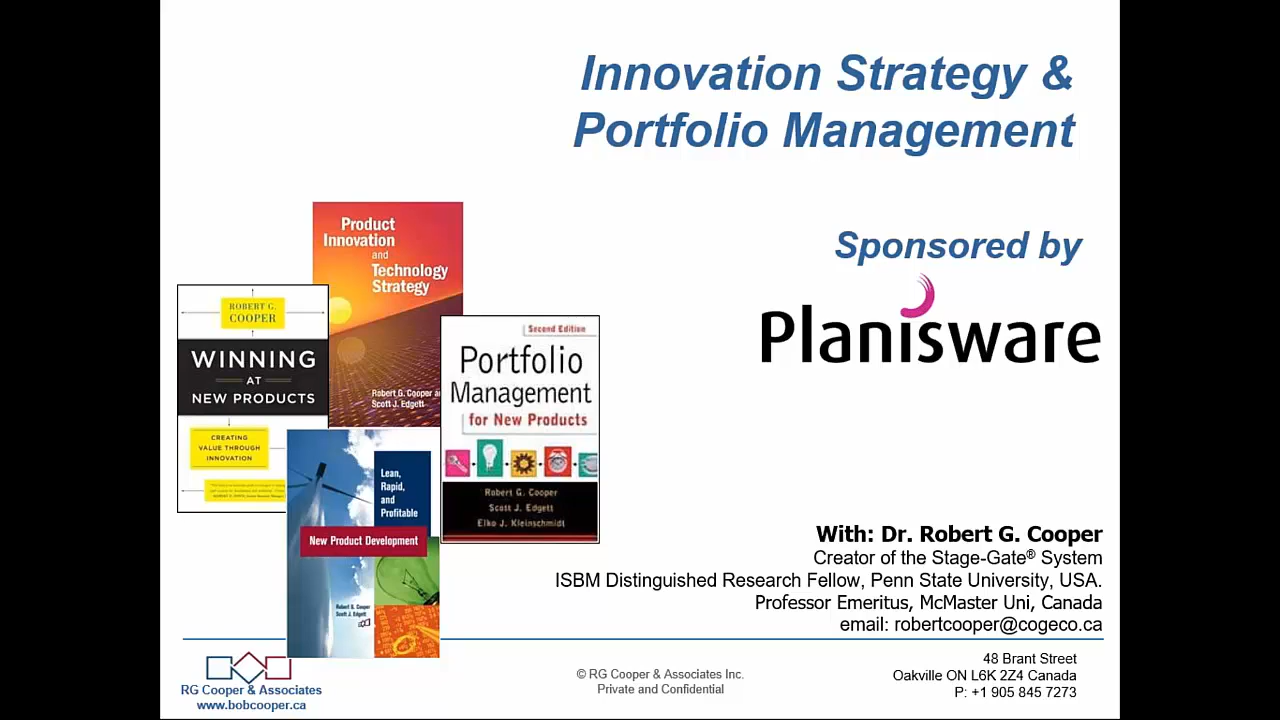 Innovation Strategy &
Portfolio Management
Sponsored by
Planisware
Product
Innovation
and
Technology
Strategy
Robert G. Cooper
Scott J. Edgett
ROBERT G.
COOPER
WINNING
AT
NEW PRODUCTS
CREATING
VALUE THROUGH
INNOVATION
Second Edition
Portfolio
Management
for New Products
Robert G. Cooper
Scott J. Edgett
Elko J. Kleinschmidt
Lean,
Rapid,
and
Profitable
New Product Development
Robert G. Cooper
Scott J. Edgett
With: Dr. Robert G. Cooper
Creator of the Stage-Gate® System
ISBM Distinguished Research Fellow, Penn State University, USA.
Professor Emeritus, McMaster Uni, Canada
email: robertcooper@cogeco.ca
RG Cooper & Associates
www.bobcooper.ca
© RG Cooper & Associates Inc.
Private and Confidential
48 Brant Street
Oakville ON L6K 2Z4 Canada
P: +1 905 845 7273